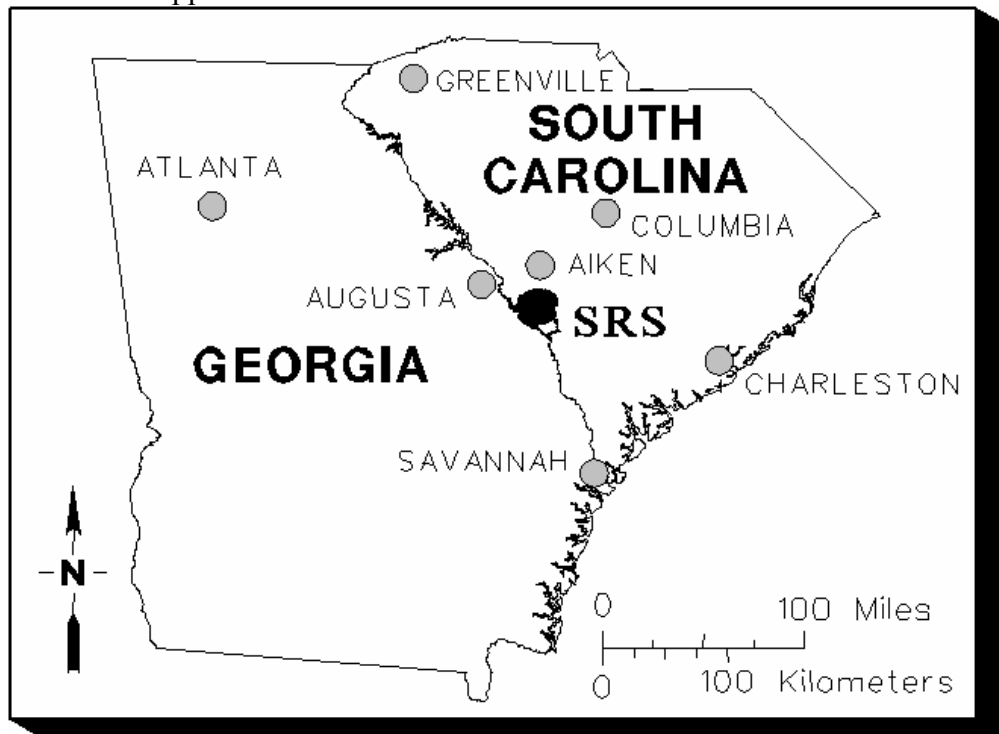 GREENVILLE
SOUTH
CAROLINA
ATLANTA
COLUMBIA
AIKEN
AUGUSTA
SRS
GEORGIA
CHARLESTON
SAVANNAH
N
0 100 Miles
0 100 Kilometers